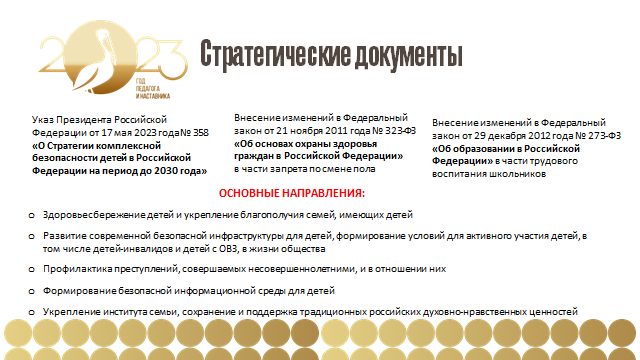 2023
ГОД
ПЕДАГОГА
И НАСТАВНИКА
Стратегические документы
Указ Президента Российской
Федерации от 17 мая 2023 года№ 358
«О Стратегии комплексной
безопасности детей в Российской
Федерации на период до 2030 года»
Внесение изменений в Федеральный
закон от 21 ноября 2011 года № 323-ФЗ
«Об основах охраны здоровья
граждан в Российской Федерации»
в части запрета по смене пола
Внесение изменений в Федеральный
закон от 29 декабря 2012 года № 273-ФЗ
«Об образовании в Российской
Федерации» в части трудового
воспитания школьников
ОСНОВНЫЕ НАПРАВЛЕНИЯ:
o Здоровьесбережение детей и укрепление благополучия семей, имеющих детей
o Развитие современной безопасной инфраструктуры для детей, формирование условий для активного участия детей, в
том числе детей-инвалидов и детей с ОВЗ, в жизни общества
o Профилактика преступлений, совершаемых несовершеннолетними, и в отношении них
o Формирование безопасной информационной среды для детей
o Укрепление института семьи, сохранение и поддержка традиционных российских духовно-нравственных ценностей